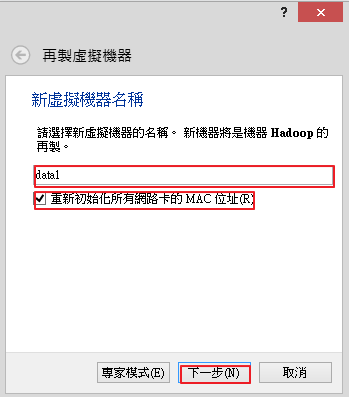 ?
再製虛擬機器
新虛擬機器名稱
請選擇新虛擬機器的名稱。 新機器將是機器 Hadoop 的
再製。
data1
重新初始化所有網路卡的 MAC 位址(R)
專家模式(E) 下一步(N) 取消